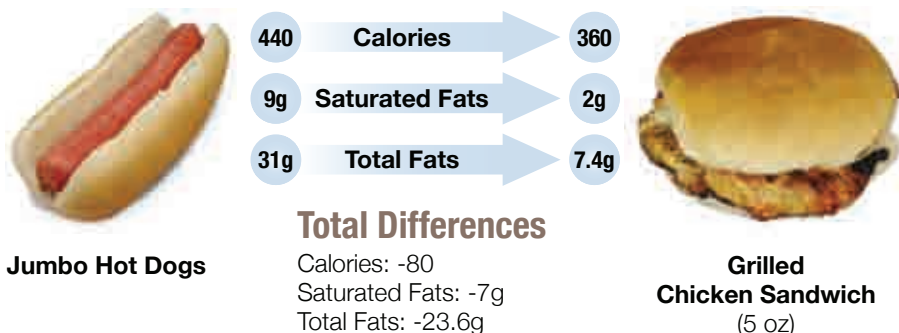 440 Calories 360
9g Saturated Fats 2g
31g Total Fats 7.4g
Total Differences
Calories: -80
Saturated Fats: -7g
Total Fats: -23.6g
Jumbo Hot Dogs
Grilled
Chicken Sandwich
(5 oz)